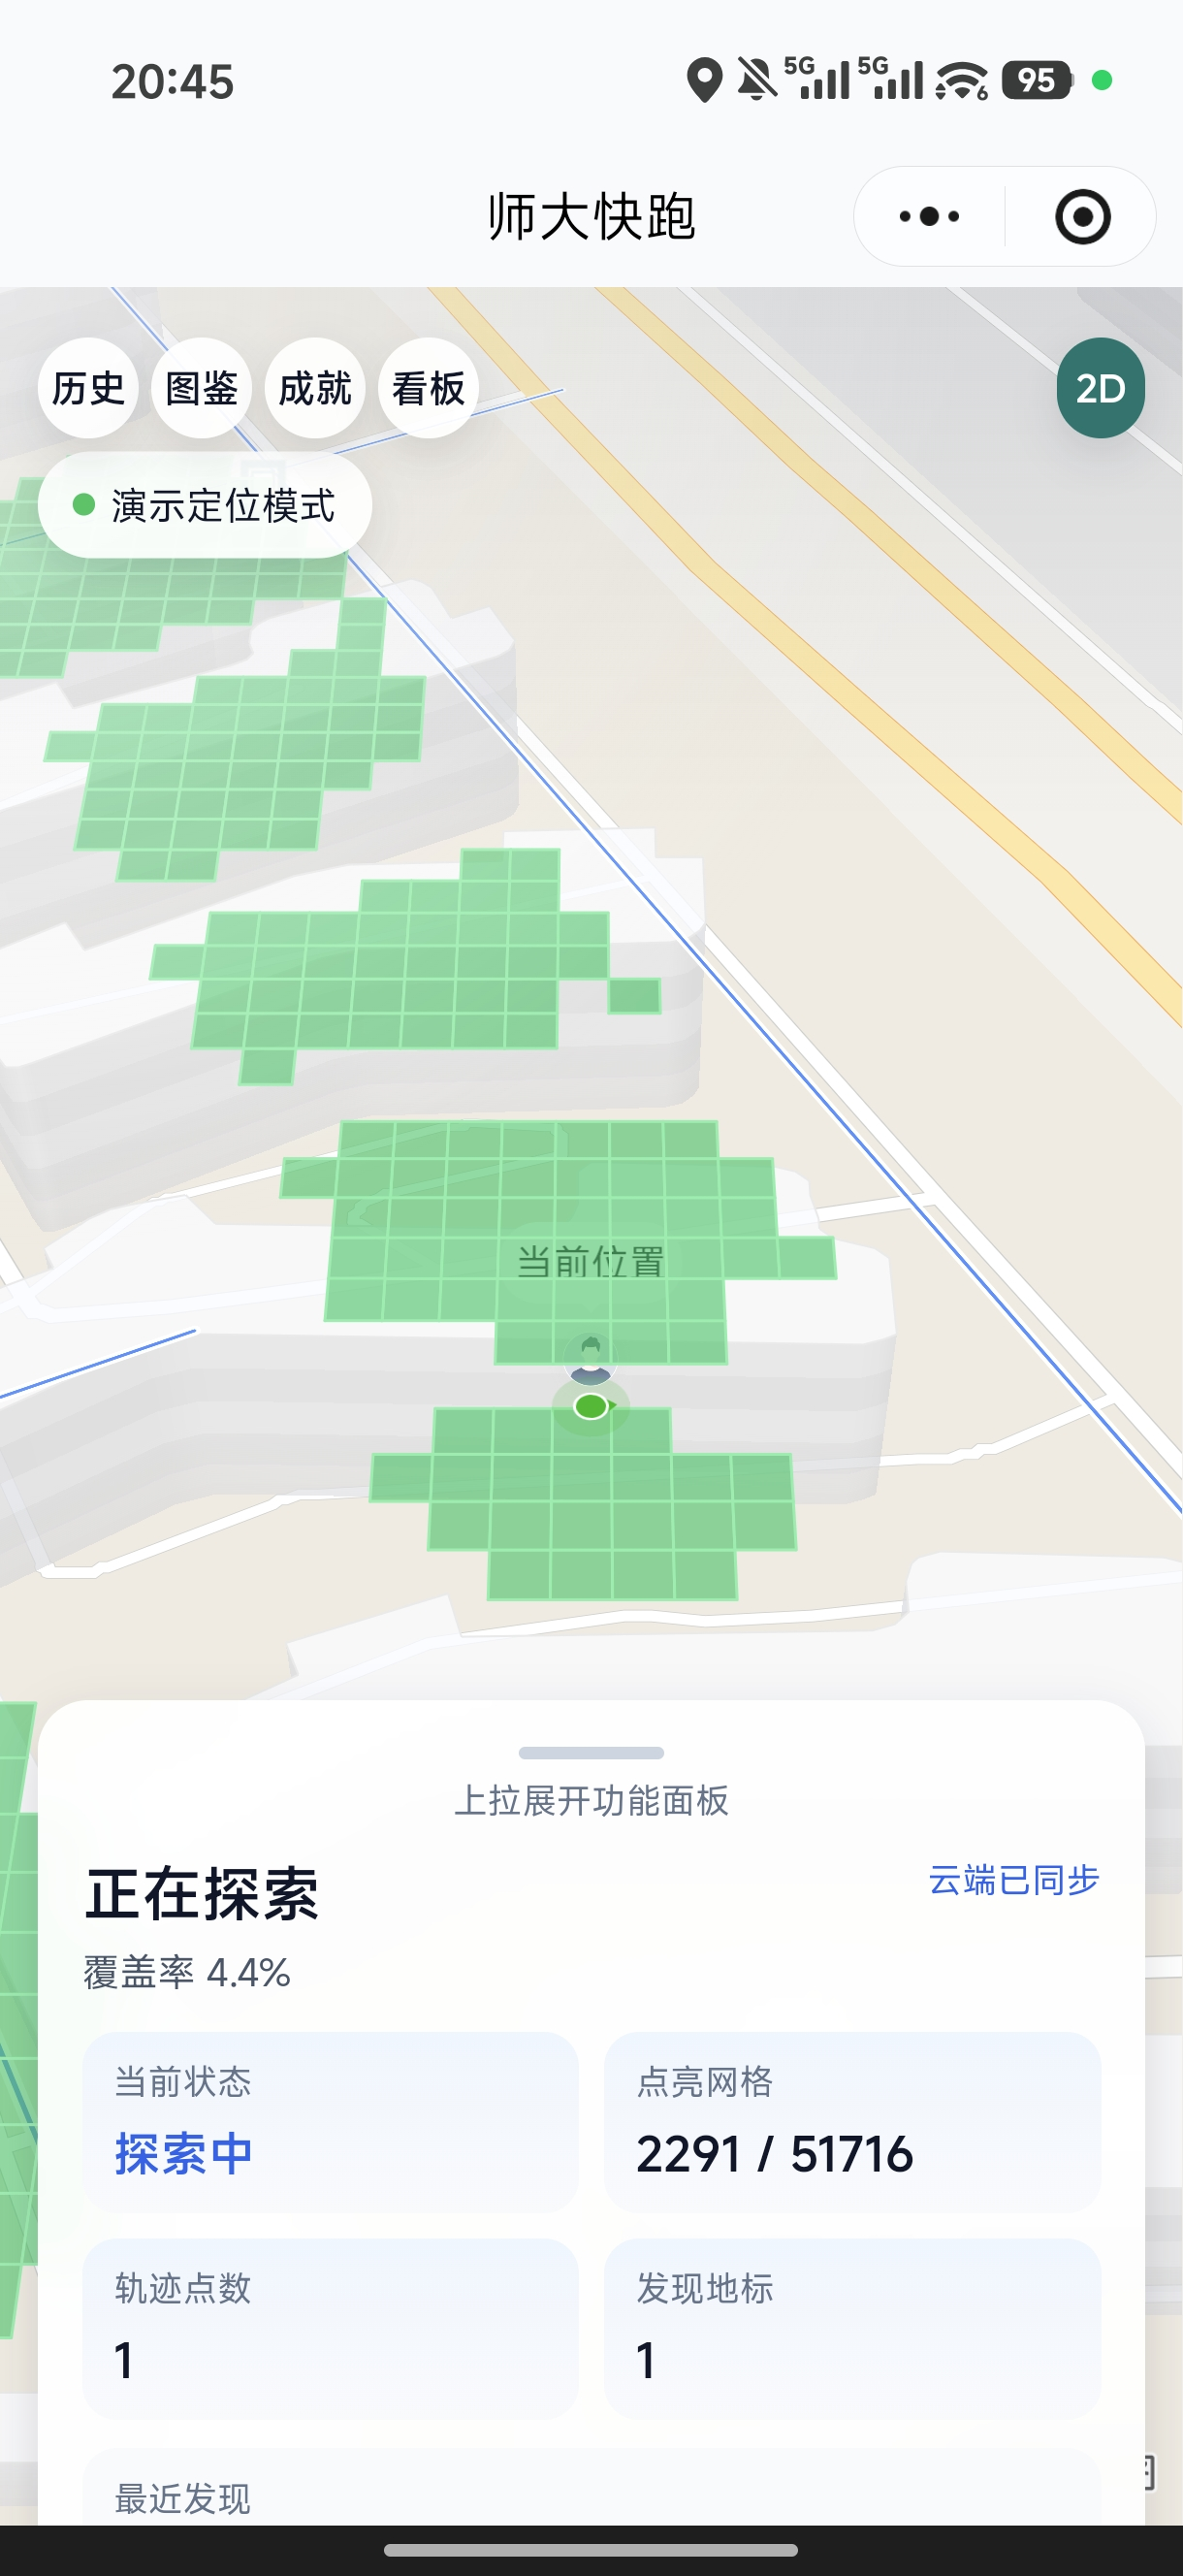 20:45
5G 5G 6 95
师大快跑
历史 图鉴 成就 看板 2D
演示定位模式
当前位置
上拉展开功能面板
正在探索 云端已同步
覆盖率 4.4%
当前状态 点亮网格
探索中 2291 / 51716
轨迹点数 发现地标
1 1
最近发现